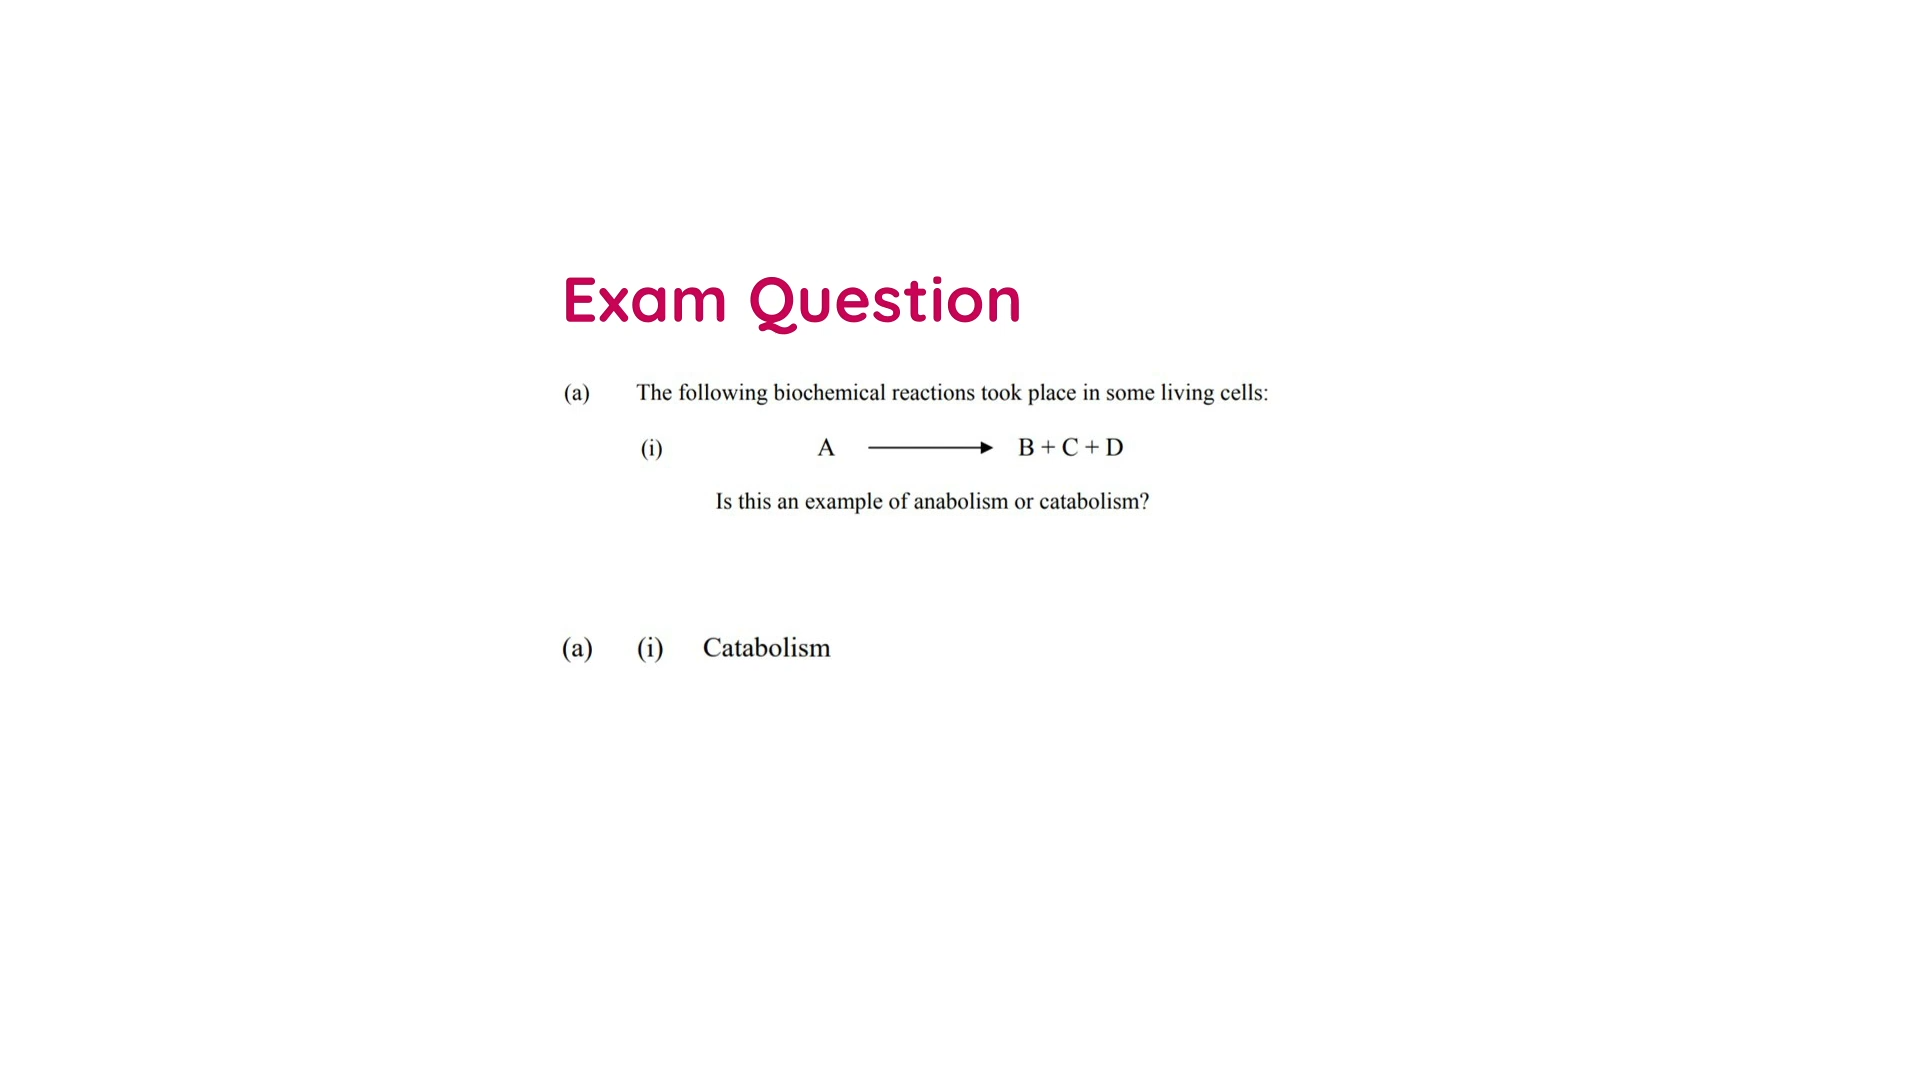 Exam Question
(a) The following biochemical reactions took place in some living cells:
(i) A ⟶ B + C + D
Is this an example of anabolism or catabolism?
(a) (i) Catabolism